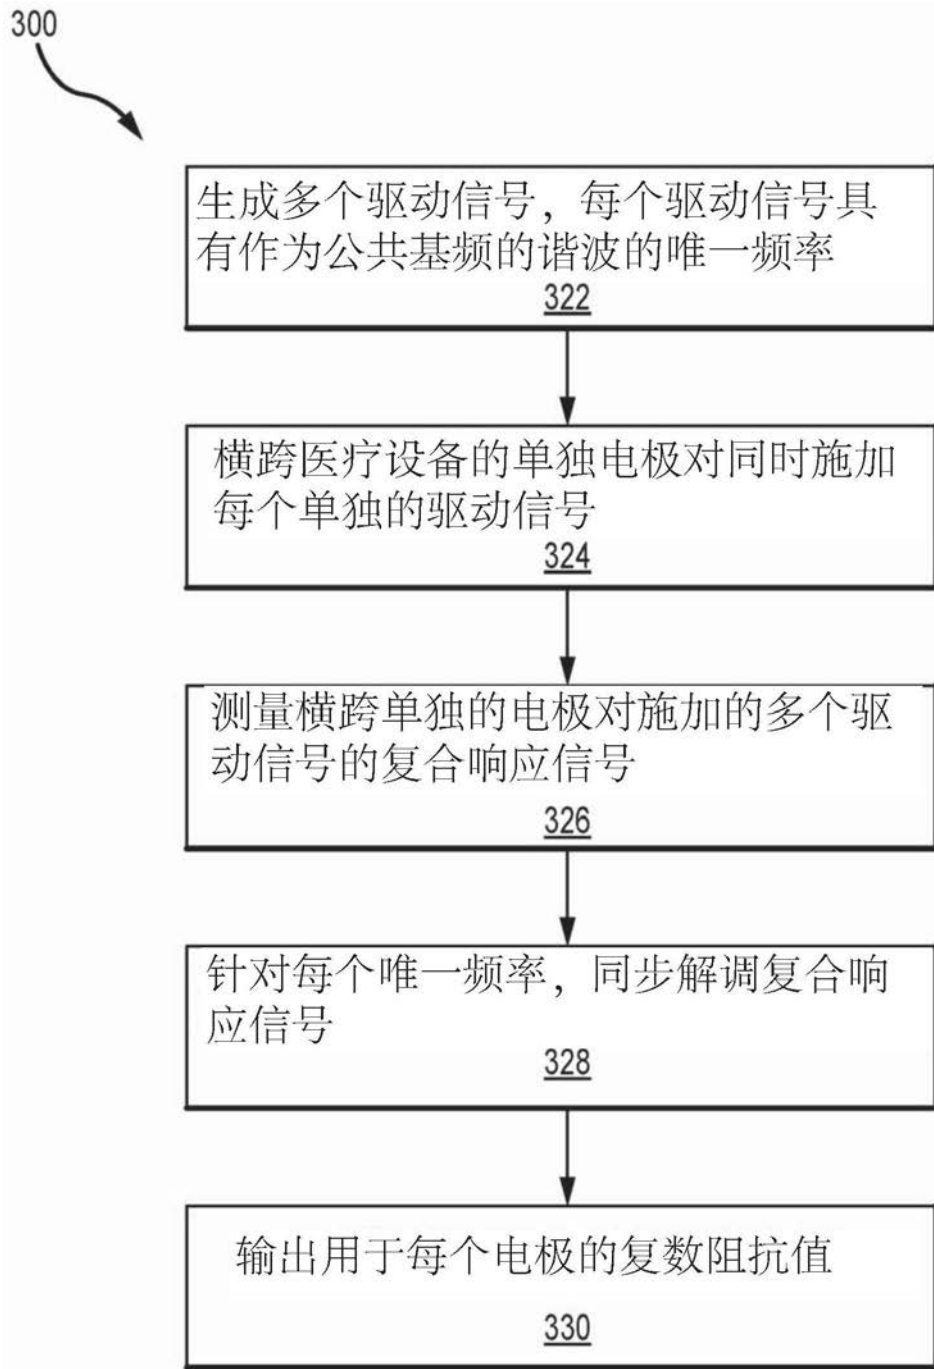 300
生成多个驱动信号，每个驱动信号具
有作为公共基频的谐波的唯一频率
322
横跨医疗设备的单独电极对同时施加
每个单独的驱动信号
324
测量横跨单独的电极对施加的多个驱
动信号的复合响应信号
326
针对每个唯一频率，同步解调复合响
应信号
328
输出用于每个电极的复数阻抗值
330